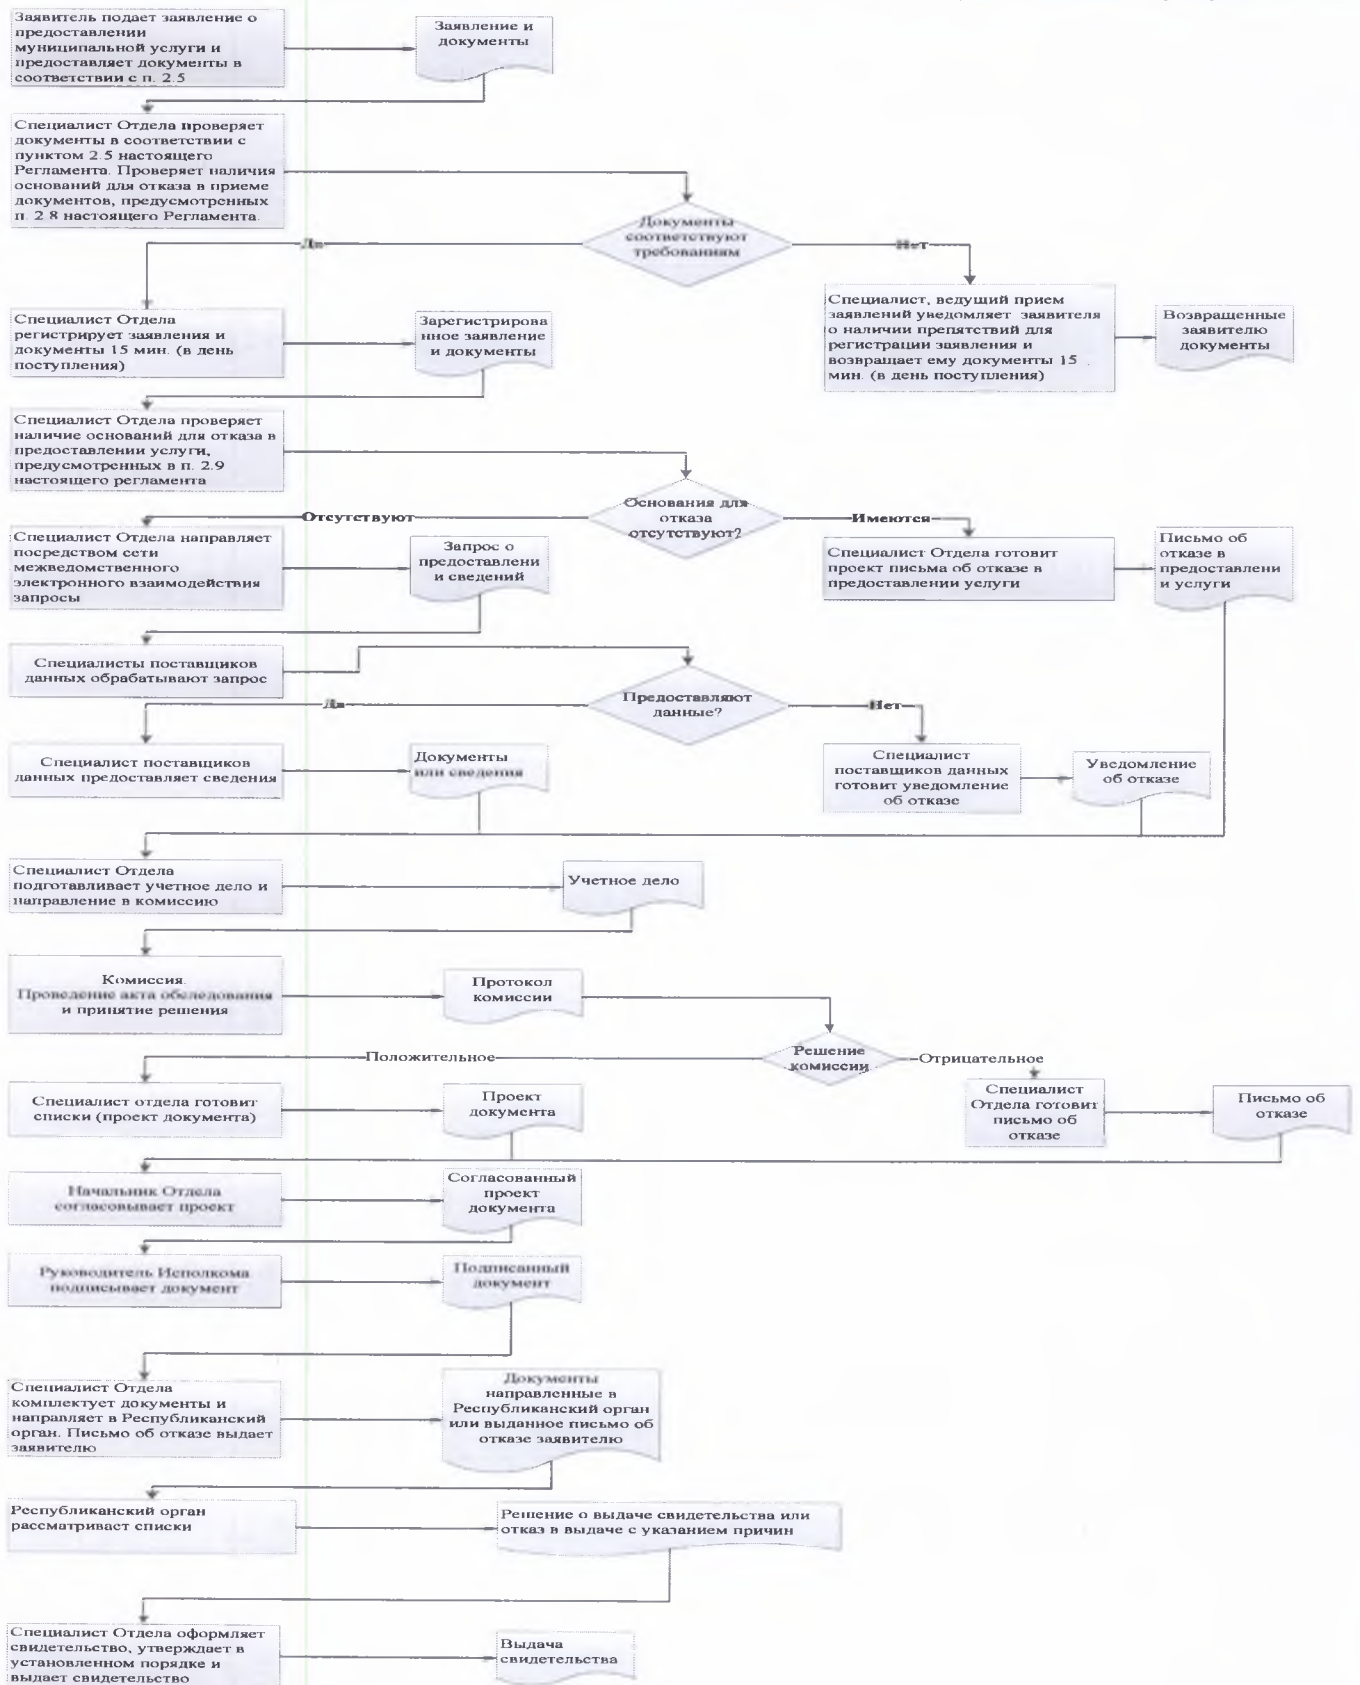 Заявитель подает заявление о
предоставлении
муниципальной услуги и
предоставляет документы в
соответствии с п. 2.5
Заявление и
документы
Специалист Отдела проверяет
документы в соответствии с
пунктом 2.5 настоящего
Регламента. Проверяет наличия
оснований для отказа в приеме
документов, предусмотренных
п. 2.8 настоящего Регламента.
Документы
соответствуют
требованиям
Да
Нет
Специалист Отдела
регистрирует заявления и
документы 15 мин. (в день
поступления)
Зарегистрирова
нное заявление
и документы
Специалист, ведущий прием
заявлений уведомляет заявителя
о наличии препятствий для
регистрации заявления и
возвращает ему документы 15
мин. (в день поступления)
Возвращенные
заявителю
документы
Специалист Отдела проверяет
наличие оснований для отказа в
предоставлении услуги,
предусмотренных в п. 2.9
настоящего регламента
Основания для
отказа
отсутствуют?
Отсутствуют
Имеются
Специалист Отдела направляет
посредством сети
межведомственного
электронного взаимодействия
запросы
Запрос о
предоставлени
и сведений
Специалист Отдела готовит
проект письма об отказе в
предоставлении услуги
Письмо об
отказе в
предоставлени
и услуги
Специалисты поставщиков
данных обрабатывают запрос
Предоставляют
данные?
Да
Нет
Специалист поставщиков
данных предоставляет сведения
Документы
или сведения
Специалист
поставщиков данных
готовит уведомление
об отказе
Уведомление
об отказе
Специалист Отдела
подготавливает учетное дело и
направление в комиссию
Учетное дело
Комиссия.
Проведение акта обследования
и принятие решения
Протокол
комиссии
Решение
комиссии
Положительное
Отрицательное
Специалист отдела готовит
списки (проект документа)
Проект
документа
Специалист
Отдела готовит
письмо об
отказе
Письмо об
отказе
Начальник Отдела
согласовывает проект
Согласованный
проект
документа
Руководитель Исполкома
подписывает документ
Подписанный
документ
Специалист Отдела
комплектует документы и
направляет в Республиканский
орган. Письмо об отказе выдает
заявителю
Документы
направленные в
Республиканский орган
или выданное письмо об
отказе заявителю
Республиканский орган
рассматривает списки
Решение о выдаче свидетельства или
отказ в выдаче с указанием причин
Специалист Отдела оформляет
свидетельство, утверждает в
установленном порядке и
выдает свидетельство
Выдача
свидетельства